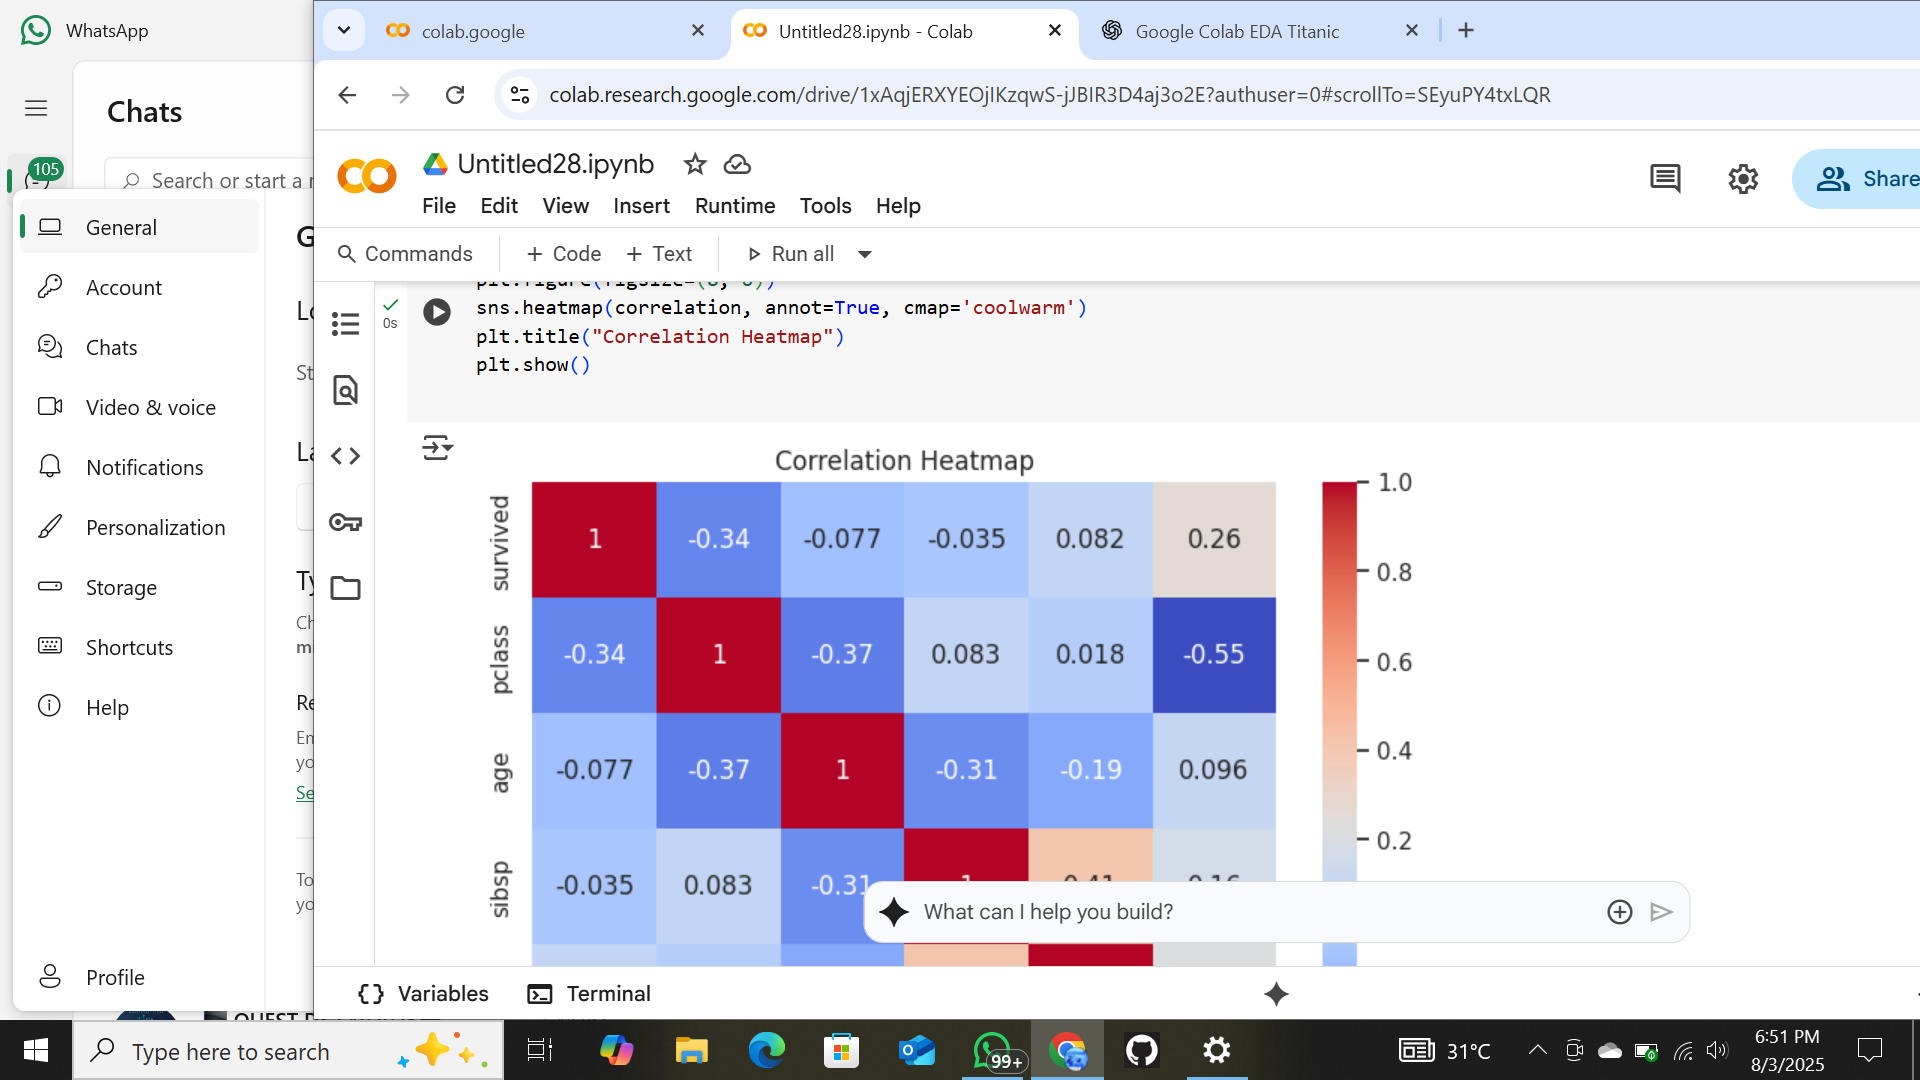 WhatsApp
Chats
105
Search or start a
General
Account
Chats
Video & voice
Notifications
Personalization
Storage
Shortcuts
Help
Profile
colab.google
Untitled28.ipynb - Colab
Google Colab EDA Titanic
colab.research.google.com/drive/1xAqjERXYEOjIKzqwS-jJBIR3D4aj3o2E?authuser=0#scrollTo=SEyuPY4txLQR
Untitled28.ipynb
Share
File Edit View Insert Runtime Tools Help
Commands + Code + Text Run all
0s
sns.heatmap(correlation, annot=True, cmap='coolwarm')
plt.title("Correlation Heatmap")
plt.show()
Correlation Heatmap
survived 1 -0.34 -0.077 -0.035 0.082 0.26
pclass -0.34 1 -0.37 0.083 0.018 -0.55
age -0.077 -0.37 1 -0.31 -0.19 0.096
sibsp -0.035 0.083 -0.31
1.0
0.8
0.6
0.4
0.2
What can I help you build?
Variables Terminal
Type here to search
99+
31°C
6:51 PM
8/3/2025